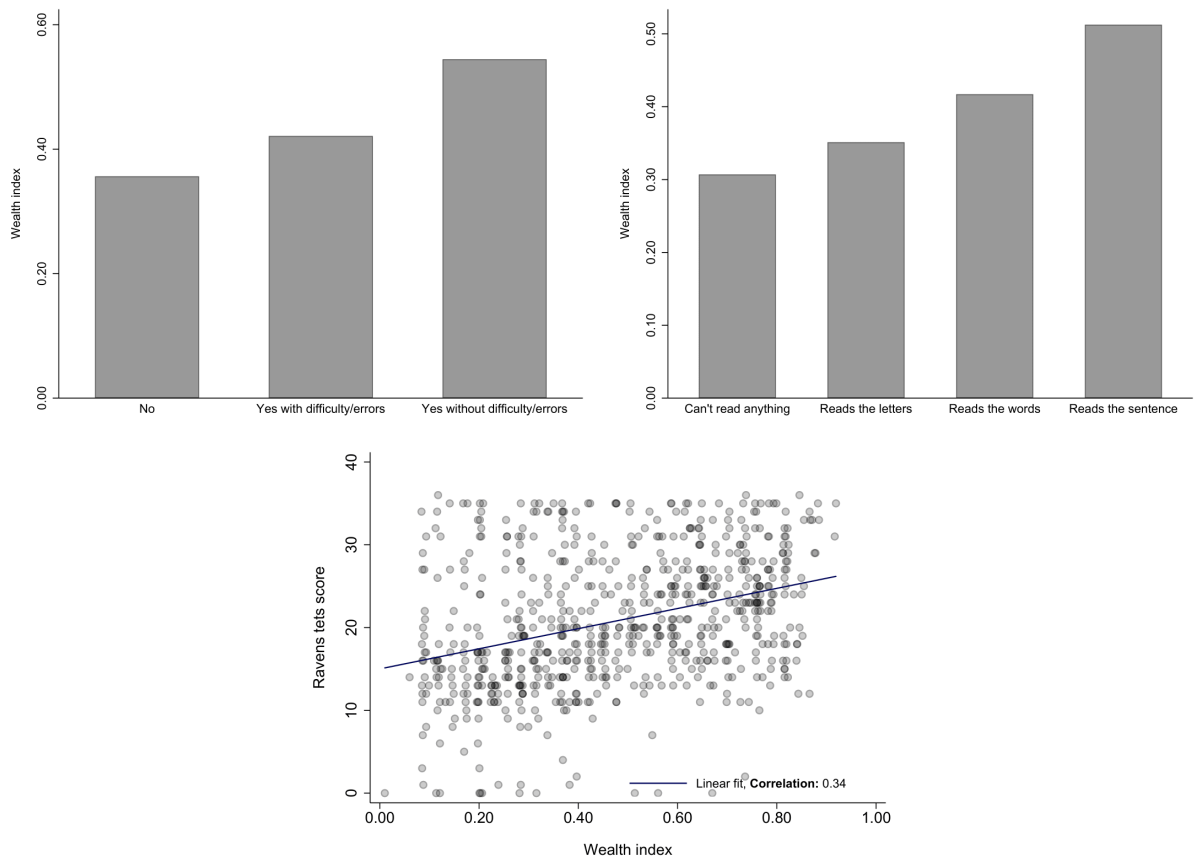 Wealth index
0.60
0.40
0.20
0.00
No
Yes with difficulty/errors
Yes without difficulty/errors
Wealth index
0.50
0.40
0.30
0.20
0.10
0.00
Can't read anything
Reads the letters
Reads the words
Reads the sentence
Ravens tets score
40
30
20
10
0
Linear fit, Correlation: 0.34
0.00
0.20
0.40
0.60
0.80
1.00
Wealth index